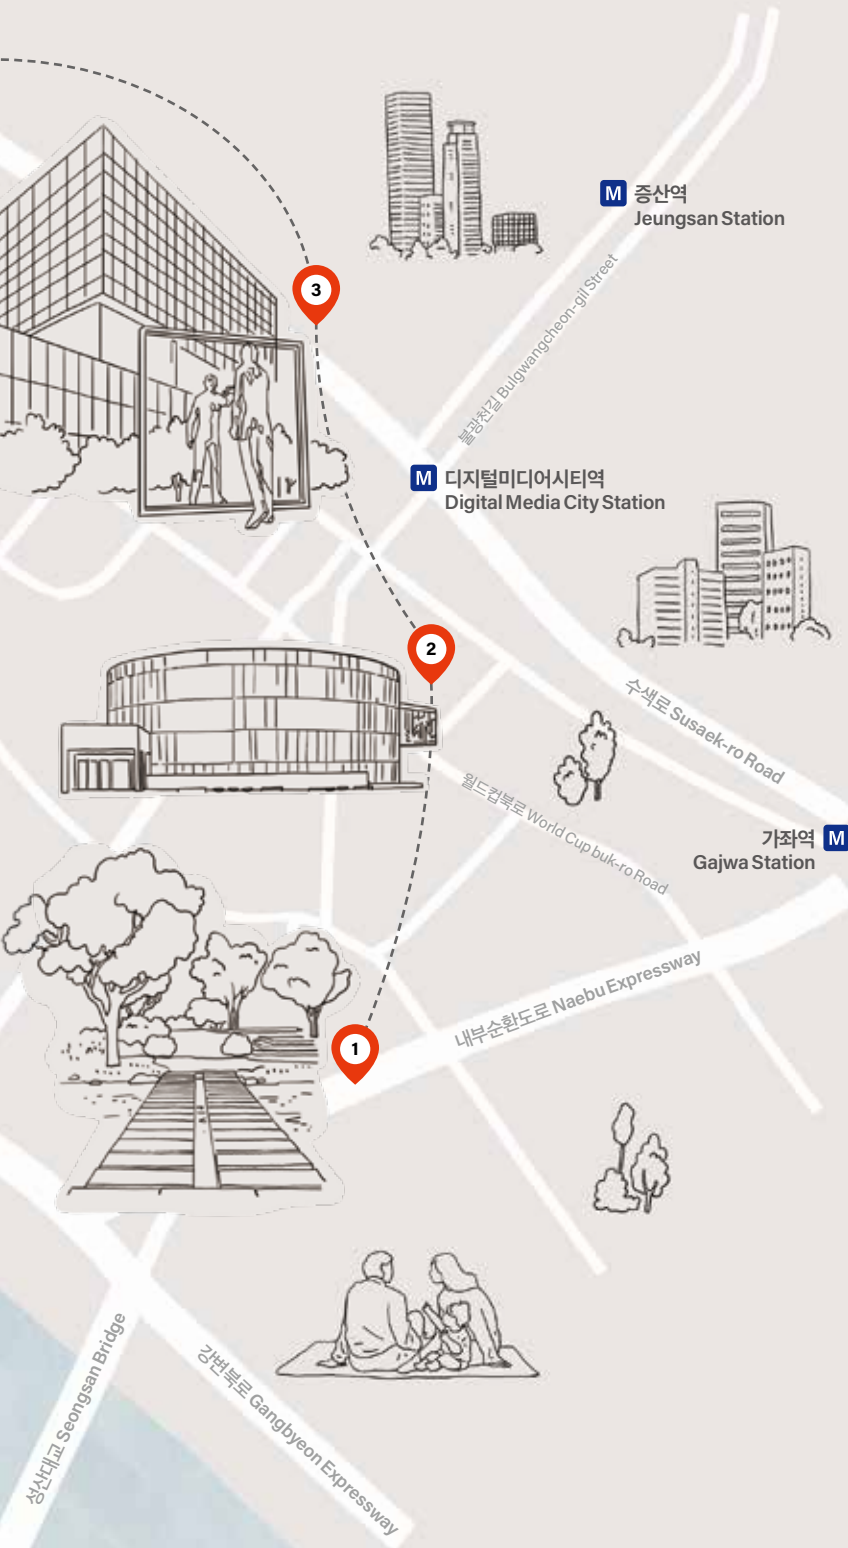 M 증산역
Jeungsan Station
3
불광천길 Bulgwangcheon-gil Street
M 디지털미디어시티역
Digital Media City Station
2
수색로 Susaek-ro Road
월드컵북로 World Cup buk-ro Road
가좌역 M
Gajwa Station
내부순환도로 Naebu Expressway
1
성산대교 Seongsan Bridge
강변북로 Gangbyeon Expressway